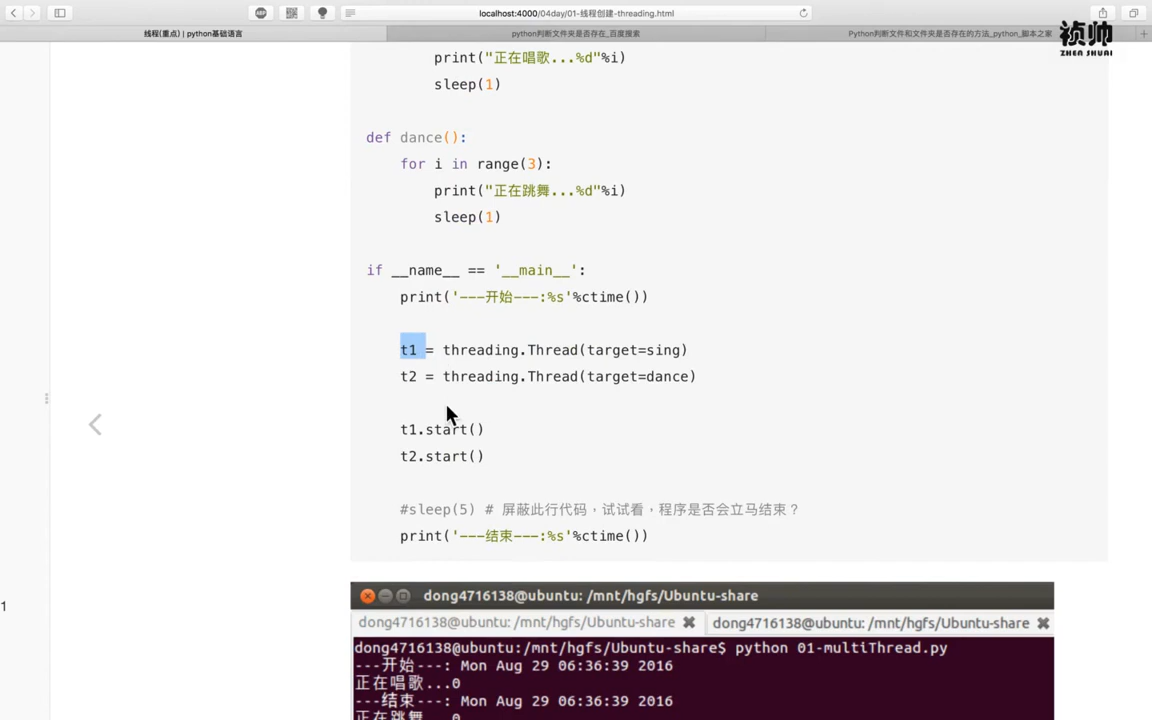 localhost:4000/04day/01-线程创建-threading.html
线程(重点) | python基础语言
python判断文件夹是否存在_百度搜索
Python判断文件和文件夹是否存在的方法_python_脚本之家
祯帅
ZHEN SHUAI
print("正在唱歌...%d"%i)
sleep(1)
def dance():
for i in range(3):
print("正在跳舞...%d"%i)
sleep(1)
if __name__ == '__main__':
print('---开始---:%s'%ctime())
t1 = threading.Thread(target=sing)
t2 = threading.Thread(target=dance)
t1.start()
t2.start()
#sleep(5) # 屏蔽此行代码，试试看，程序是否会立马结束？
print('---结束---:%s'%ctime())
1
dong4716138@ubuntu: /mnt/hgfs/Ubuntu-share
dong4716138@ubuntu: /mnt/hgfs/Ubuntu-share
dong4716138@ubuntu: /mnt/hgfs/Ubuntu-share
dong4716138@ubuntu:/mnt/hgfs/Ubuntu-share$ python 01-multiThread.py
---开始---: Mon Aug 29 06:36:39 2016
正在唱歌...0
---结束---: Mon Aug 29 06:36:39 2016
正在跳舞...0